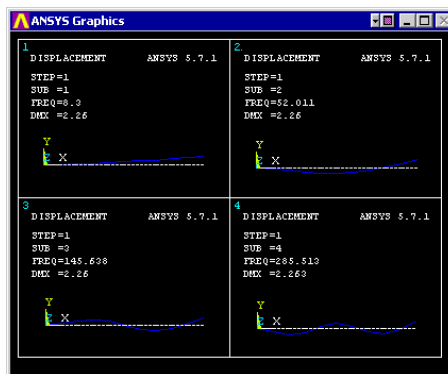 ANSYS Graphics
1
DISPLACEMENT ANSYS 5.7.1
STEP=1
SUB =1
FREQ=8.3
DMX =2.26
Y
Z X
2
DISPLACEMENT ANSYS 5.7.1
STEP=1
SUB =2
FREQ=52.011
DMX =2.26
Y
Z X
3
DISPLACEMENT ANSYS 5.7.1
STEP=1
SUB =3
FREQ=145.638
DMX =2.26
Y
Z X
4
DISPLACEMENT ANSYS 5.7.1
STEP=1
SUB =4
FREQ=285.513
DMX =2.263
Y
Z X